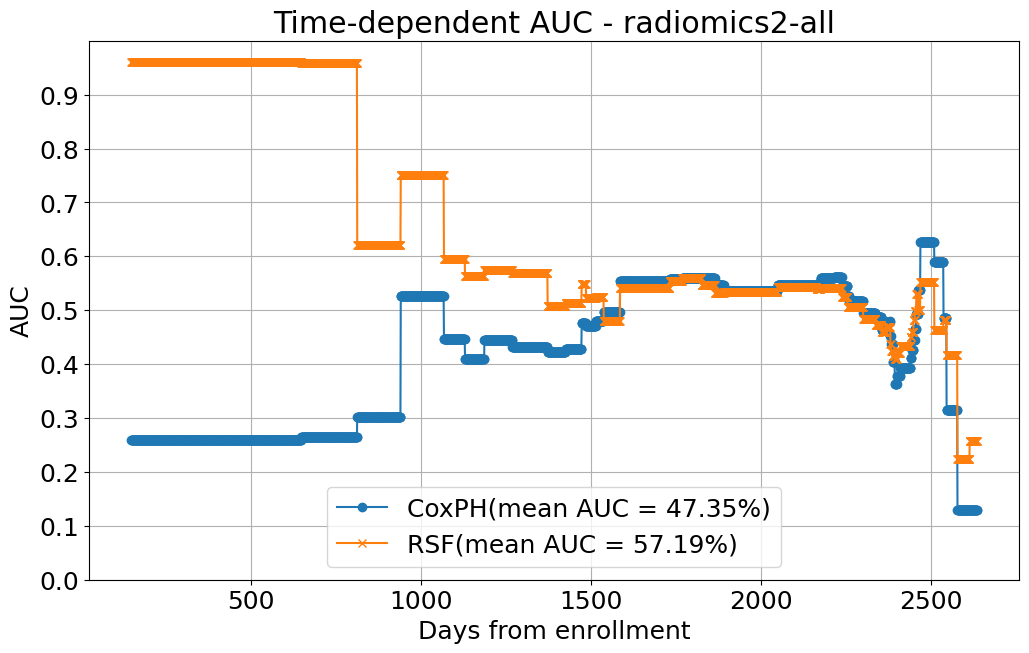 Time-dependent AUC - radiomics2-all
AUC
0.9
0.8
0.7
0.6
0.5
0.4
0.3
0.2
0.1
0.0
CoxPH(mean AUC = 47.35%)
RSF(mean AUC = 57.19%)
500 1000 1500 2000 2500
Days from enrollment